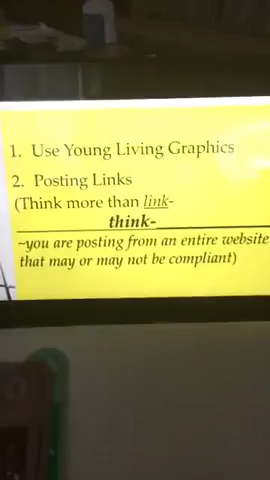 1. Use Young Living Graphics
2. Posting Links
(Think more than link-
think-
~you are posting from an entire website
that may or may not be compliant)